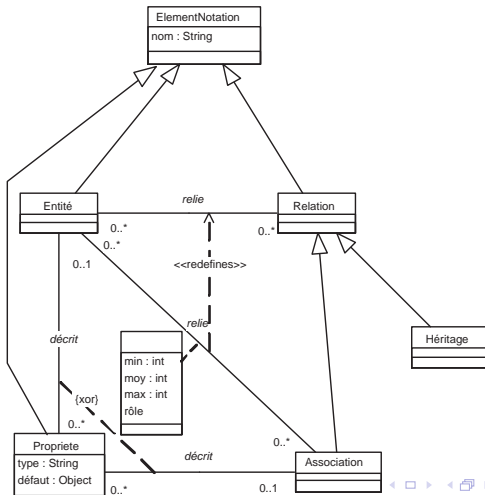 ElementNotation
nom : String
Entité
relie
Relation
0..*
0..*
0..*
0..1
<<redefines>>
relie
Héritage
décrit
min : int
moy : int
max : int
rôle
{xor}
0..*
0..*
Propriete
type : String
défaut : Object
décrit
Association
0..*
0..1